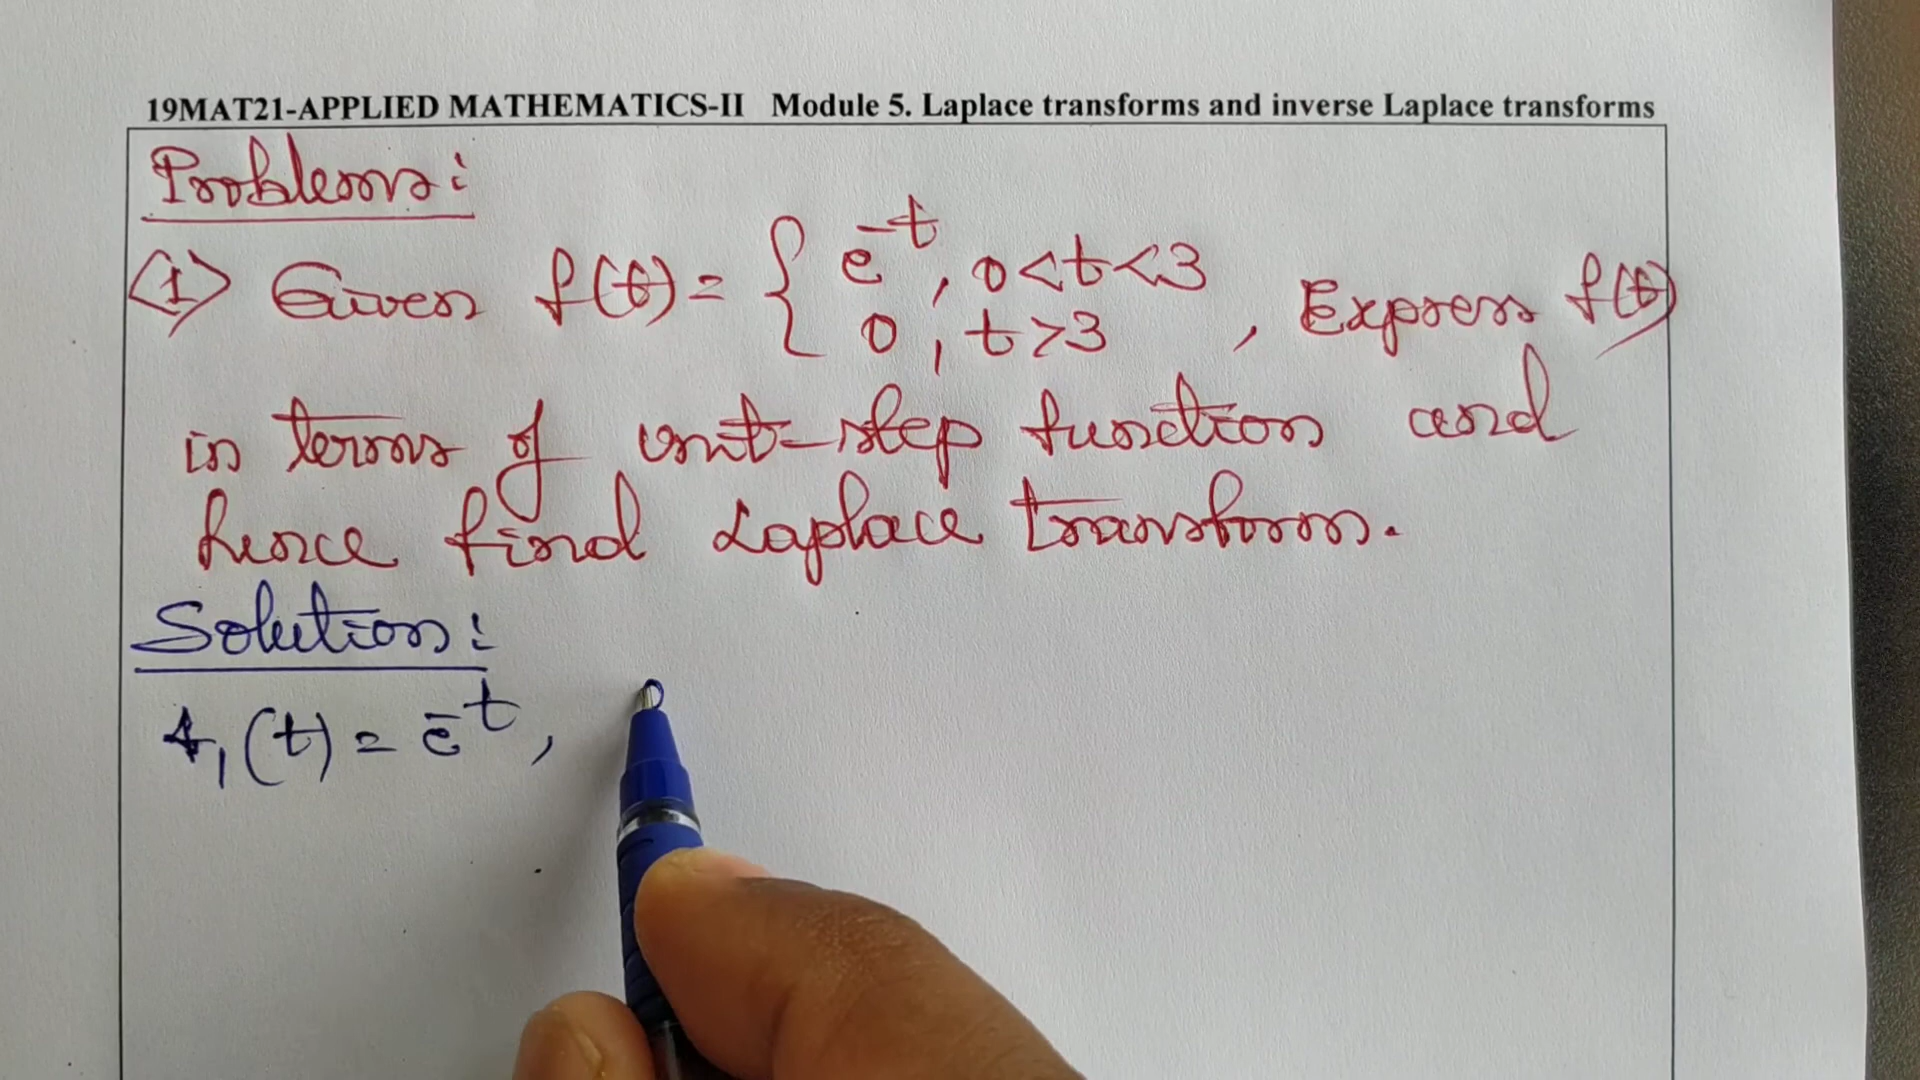 19MAT21-APPLIED MATHEMATICS-II Module 5. Laplace transforms and inverse Laplace transforms
Problems:
<1> Given f(t) = { e^-t, 0<t<3
0, t>3 , Express f(t)
in terms of unit-step function and
hence find Laplace transform.
Solution:
f₁(t) = e^-t, 0